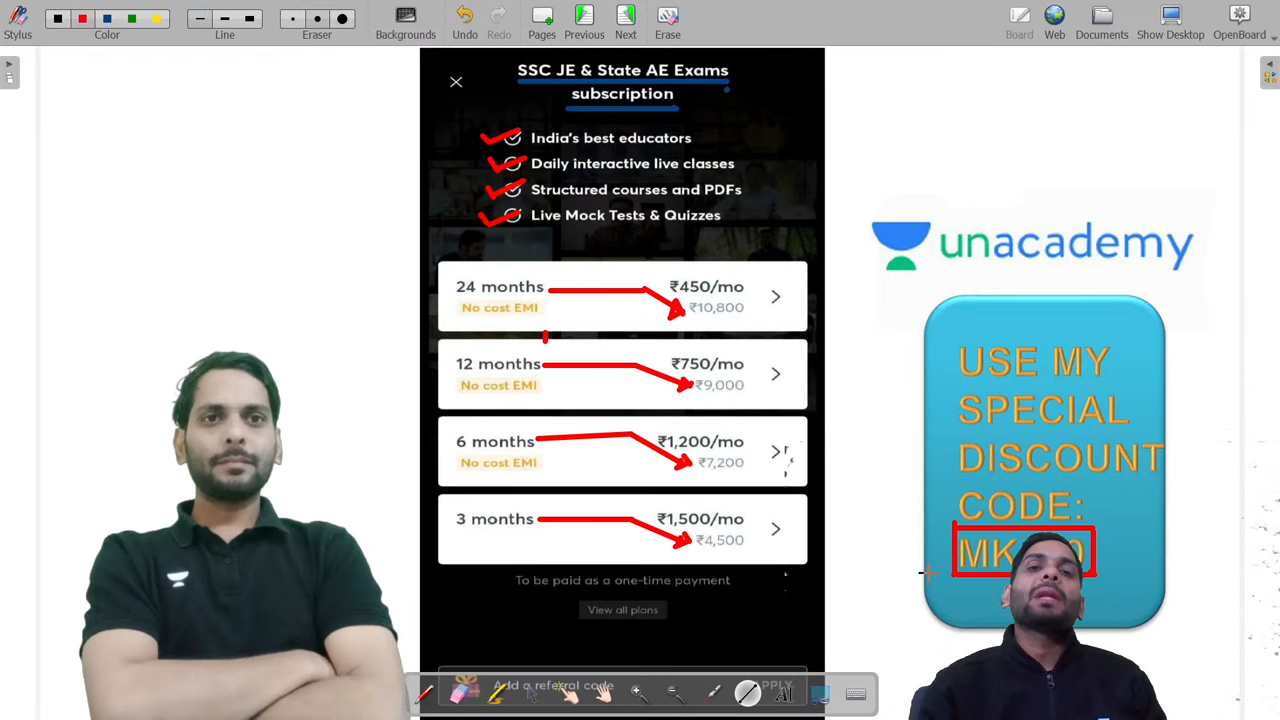 Stylus
Color
Line
Eraser
Backgrounds
Undo
Redo
Pages
Previous
Next
Erase
Board
Web
Documents
Show Desktop
OpenBoard
SSC JE & State AE Exams
subscription
India's best educators
Daily interactive live classes
Structured courses and PDFs
Live Mock Tests & Quizzes
24 months ₹450/mo
No cost EMI ₹10,800
12 months ₹750/mo
No cost EMI ₹9,000
6 months ₹1,200/mo
No cost EMI ₹7,200
3 months ₹1,500/mo
₹4,500
To be paid as a one-time payment
View all plans
Add a referral code APPLY
unacademy
USE MY
SPECIAL
DISCOUNT
CODE: